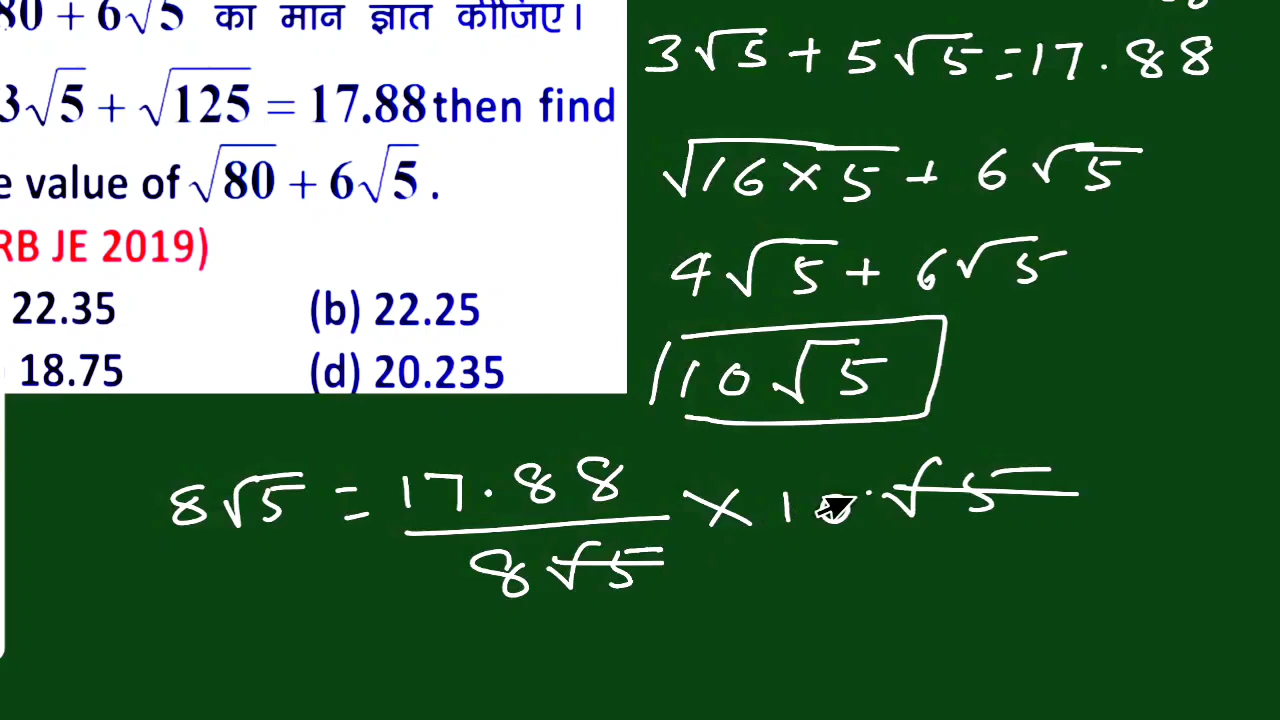 80 + 6√5 का मान ज्ञात कीजिए।
3√5 + √125 = 17.88 then find
e value of √80 + 6√5 .
RB JE 2019)
22.35 (b) 22.25
18.75 (d) 20.235
3√5 + 5√5 = 17.88
√16×5 + 6√5
4√5 + 6√5
10√5
8√5 = 17.88/8√5 × 10√5